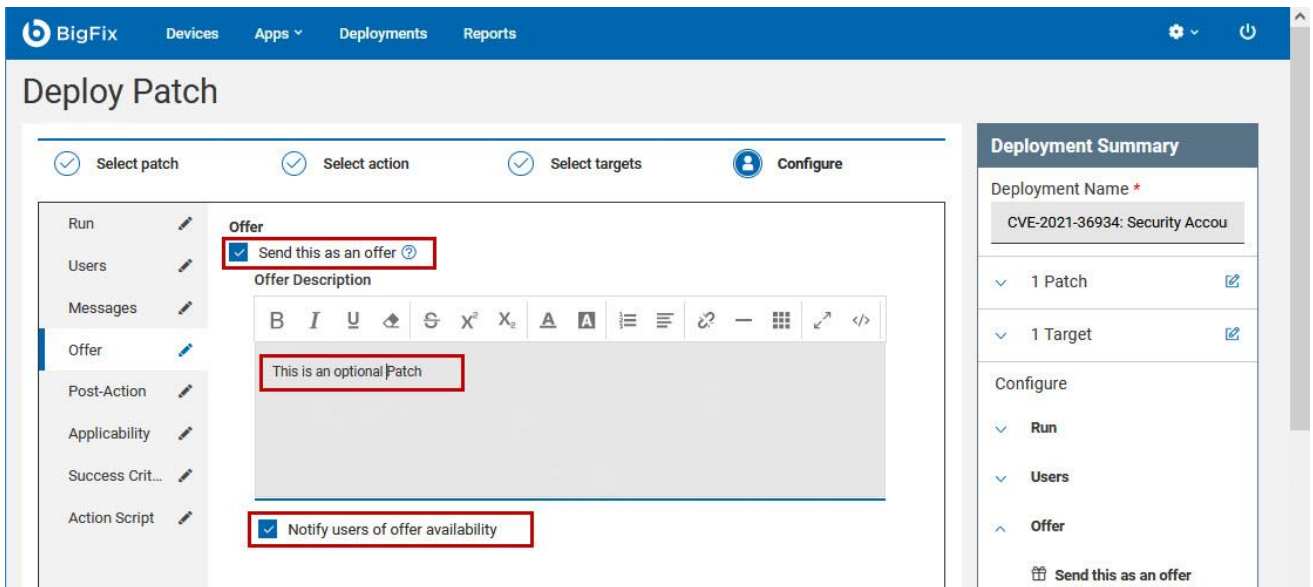 BigFix Devices Apps Deployments Reports
Deploy Patch
Select patch Select action Select targets Configure
Run
Users
Messages
Offer
Post-Action
Applicability
Success Crit...
Action Script
Offer
Send this as an offer ?
Offer Description
B I U S X² X₂ A A </>
This is an optional Patch
Notify users of offer availability
Deployment Summary
Deployment Name *
CVE-2021-36934: Security Accou
1 Patch
1 Target
Configure
Run
Users
Offer
Send this as an offer